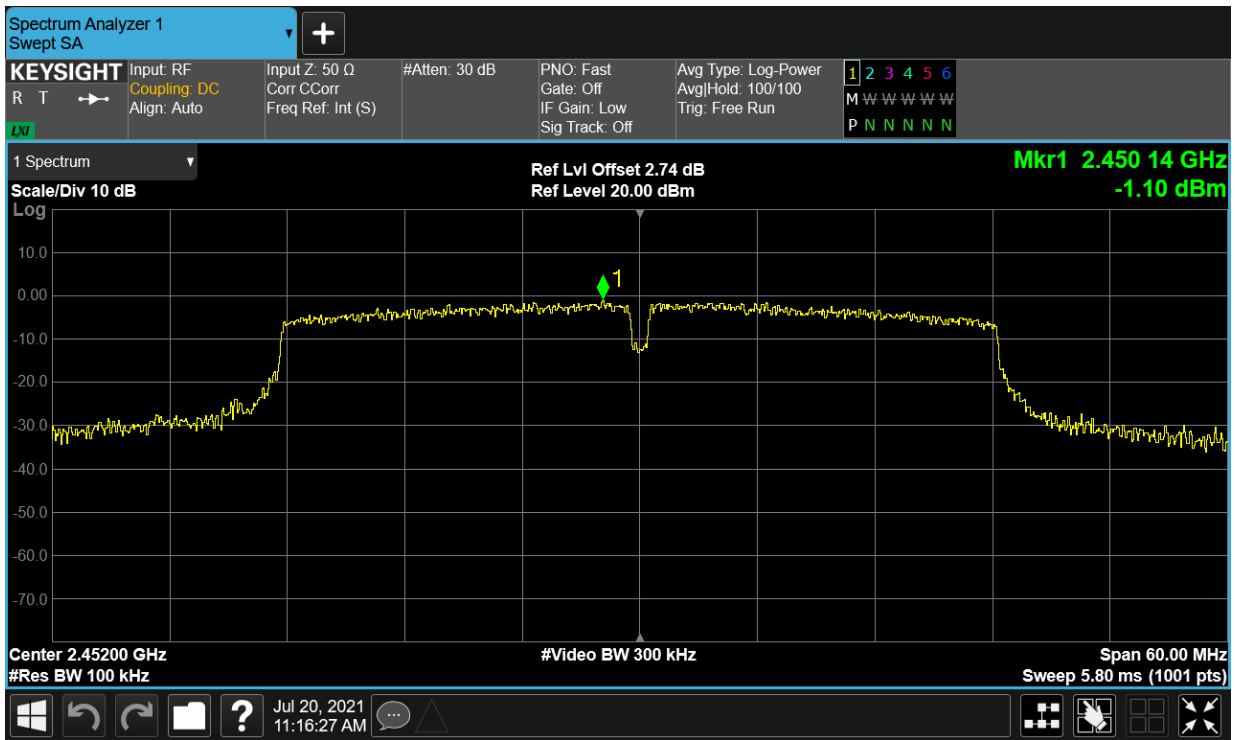 Spectrum Analyzer 1
Swept SA
KEYSIGHT
R T
LXI
Input: RF
Coupling: DC
Align: Auto
Input Z: 50 Ω
Corr CCorr
Freq Ref: Int (S)
#Atten: 30 dB
PNO: Fast
Gate: Off
IF Gain: Low
Sig Track: Off
Avg Type: Log-Power
Avg|Hold: 100/100
Trig: Free Run
1 2 3 4 5 6
M W W W W W
P N N N N N
1 Spectrum
Scale/Div 10 dB
Log
Ref Lvl Offset 2.74 dB
Ref Level 20.00 dBm
Mkr1 2.450 14 GHz
-1.10 dBm
10.0
0.00
-10.0
-20.0
-30.0
-40.0
-50.0
-60.0
-70.0
1
Center 2.45200 GHz
#Res BW 100 kHz
#Video BW 300 kHz
Span 60.00 MHz
Sweep 5.80 ms (1001 pts)
?
Jul 20, 2021
11:16:27 AM